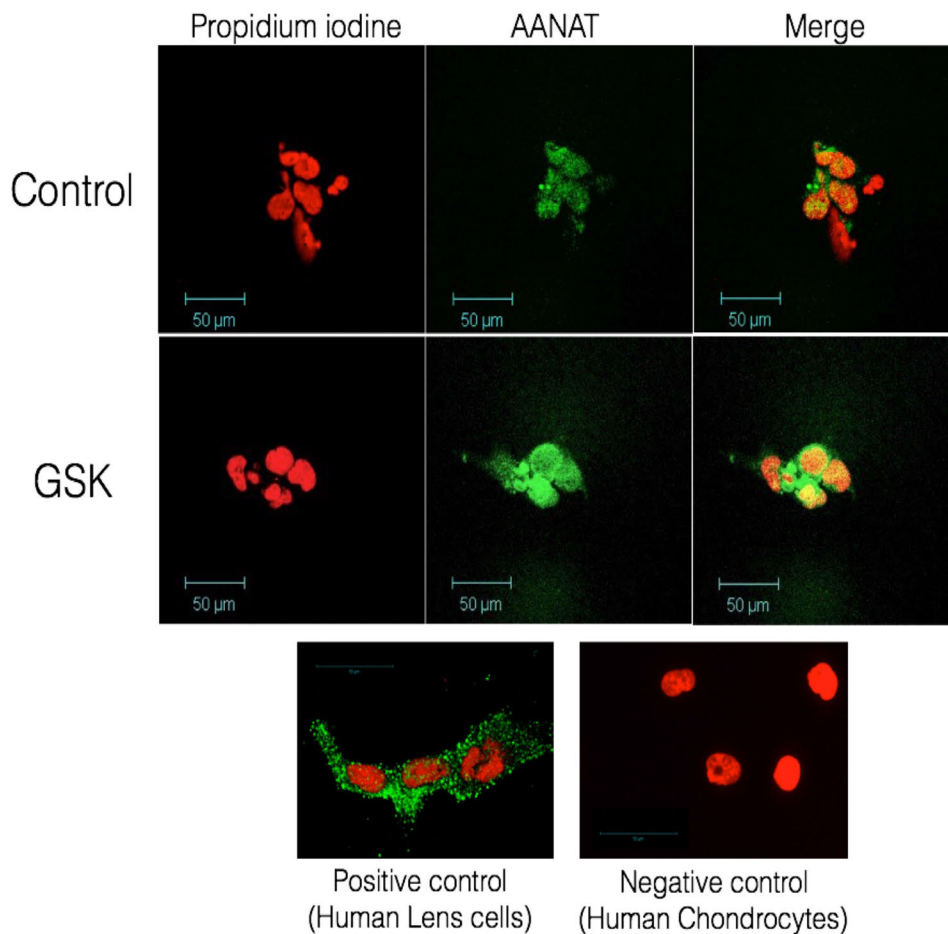 Propidium iodine AANAT Merge
Control
50 µm 50 µm 50 µm
GSK
50 µm 50 µm 50 µm
Positive control
(Human Lens cells)
Negative control
(Human Chondrocytes)